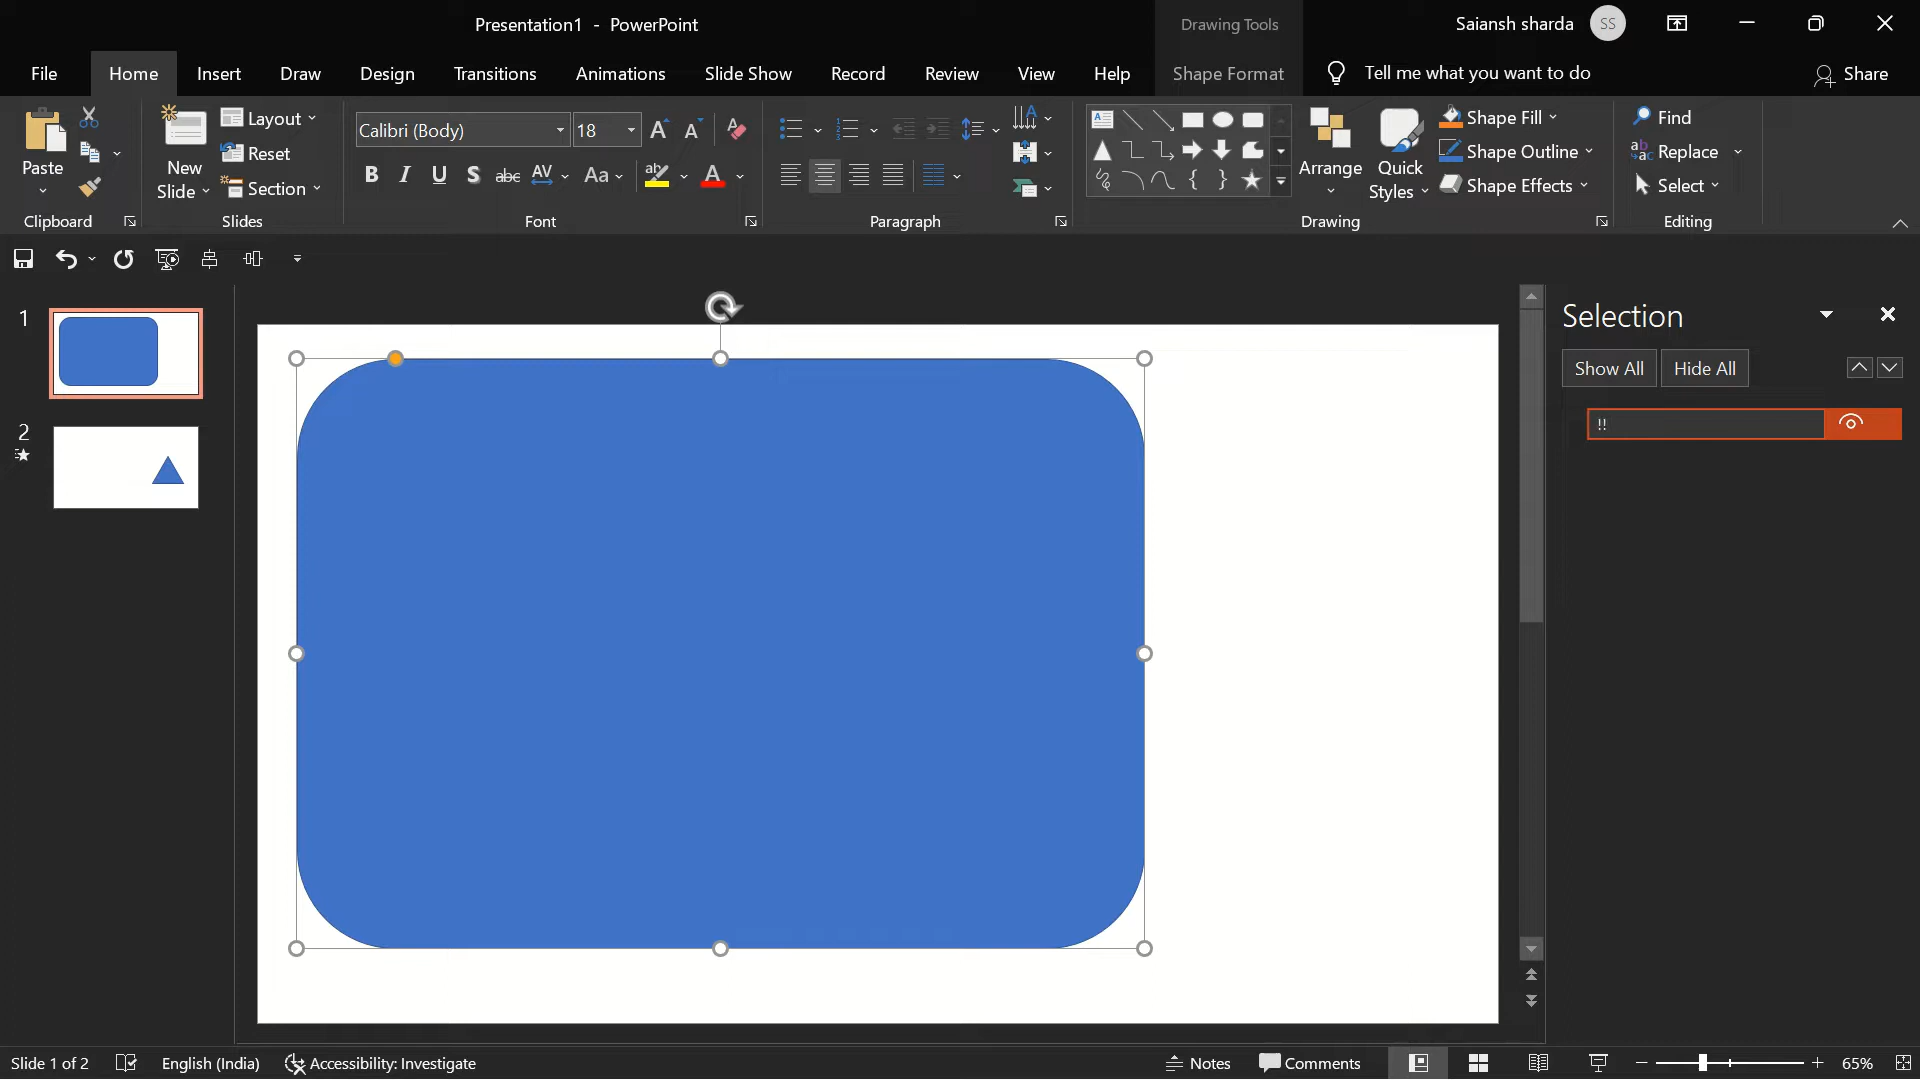 Presentation1 - PowerPoint
Drawing Tools
Saiansh sharda
SS
File
Home
Insert
Draw
Design
Transitions
Animations
Slide Show
Record
Review
View
Help
Shape Format
Tell me what you want to do
Share
Paste
Clipboard
New
Slide
Layout
Reset
Section
Slides
Calibri (Body)
18
A A
B I U S abc AV Aa ab A
Font
Paragraph
Arrange
Quick
Styles
Shape Fill
Shape Outline
Shape Effects
Drawing
Find
Replace
Select
Editing
1
2
Selection
Show All
Hide All
!!
Slide 1 of 2
English (India)
Accessibility: Investigate
Notes
Comments
65%